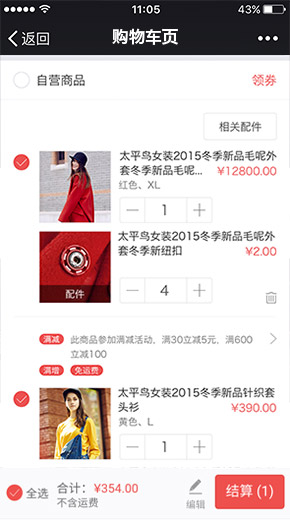 11:05
43%
返回
购物车页
自营商品
领券
相关配件
太平鸟女装2015冬季新品毛呢外
套冬季新品毛呢...
¥12800.00
红色、XL
1
太平鸟女装2015冬季新品毛呢外
套冬季新纽扣
¥2.00
配件
4
满减 此商品参加满减活动，满30立减5元，满600
立减100
满增 免运费
太平鸟女装2015冬季新品针织套
头衫
¥390.00
黄色、L
1
全选
合计：¥354.00
不含运费
编辑
结算 (1)